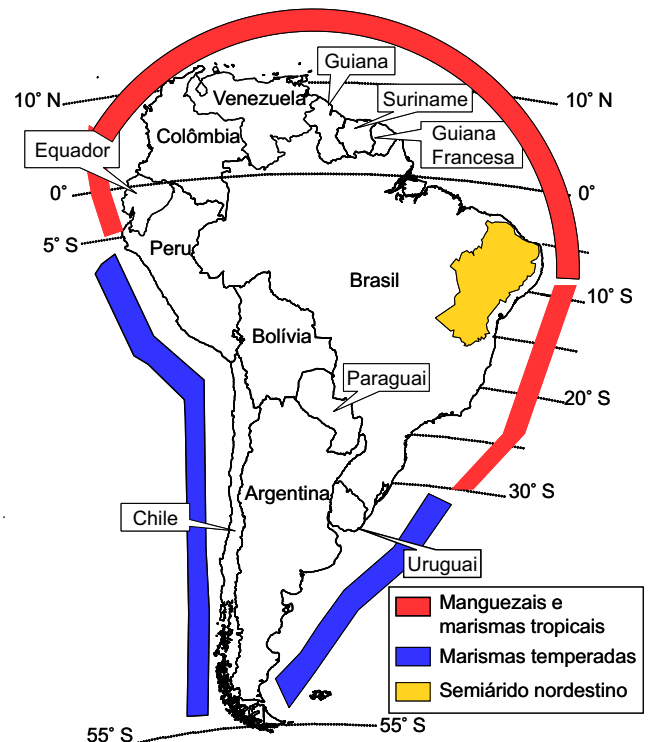 Guiana
10° N
Venezuela
Suriname
10° N
Colômbia
Guiana
Francesa
Equador
0°
0°
5° S
Peru
Brasil
10° S
Bolívia
Paraguai
20° S
Argentina
30° S
Chile
Uruguai
Manguezais e
marismas tropicais
Marismas temperadas
Semiárido nordestino
55° S
55° S